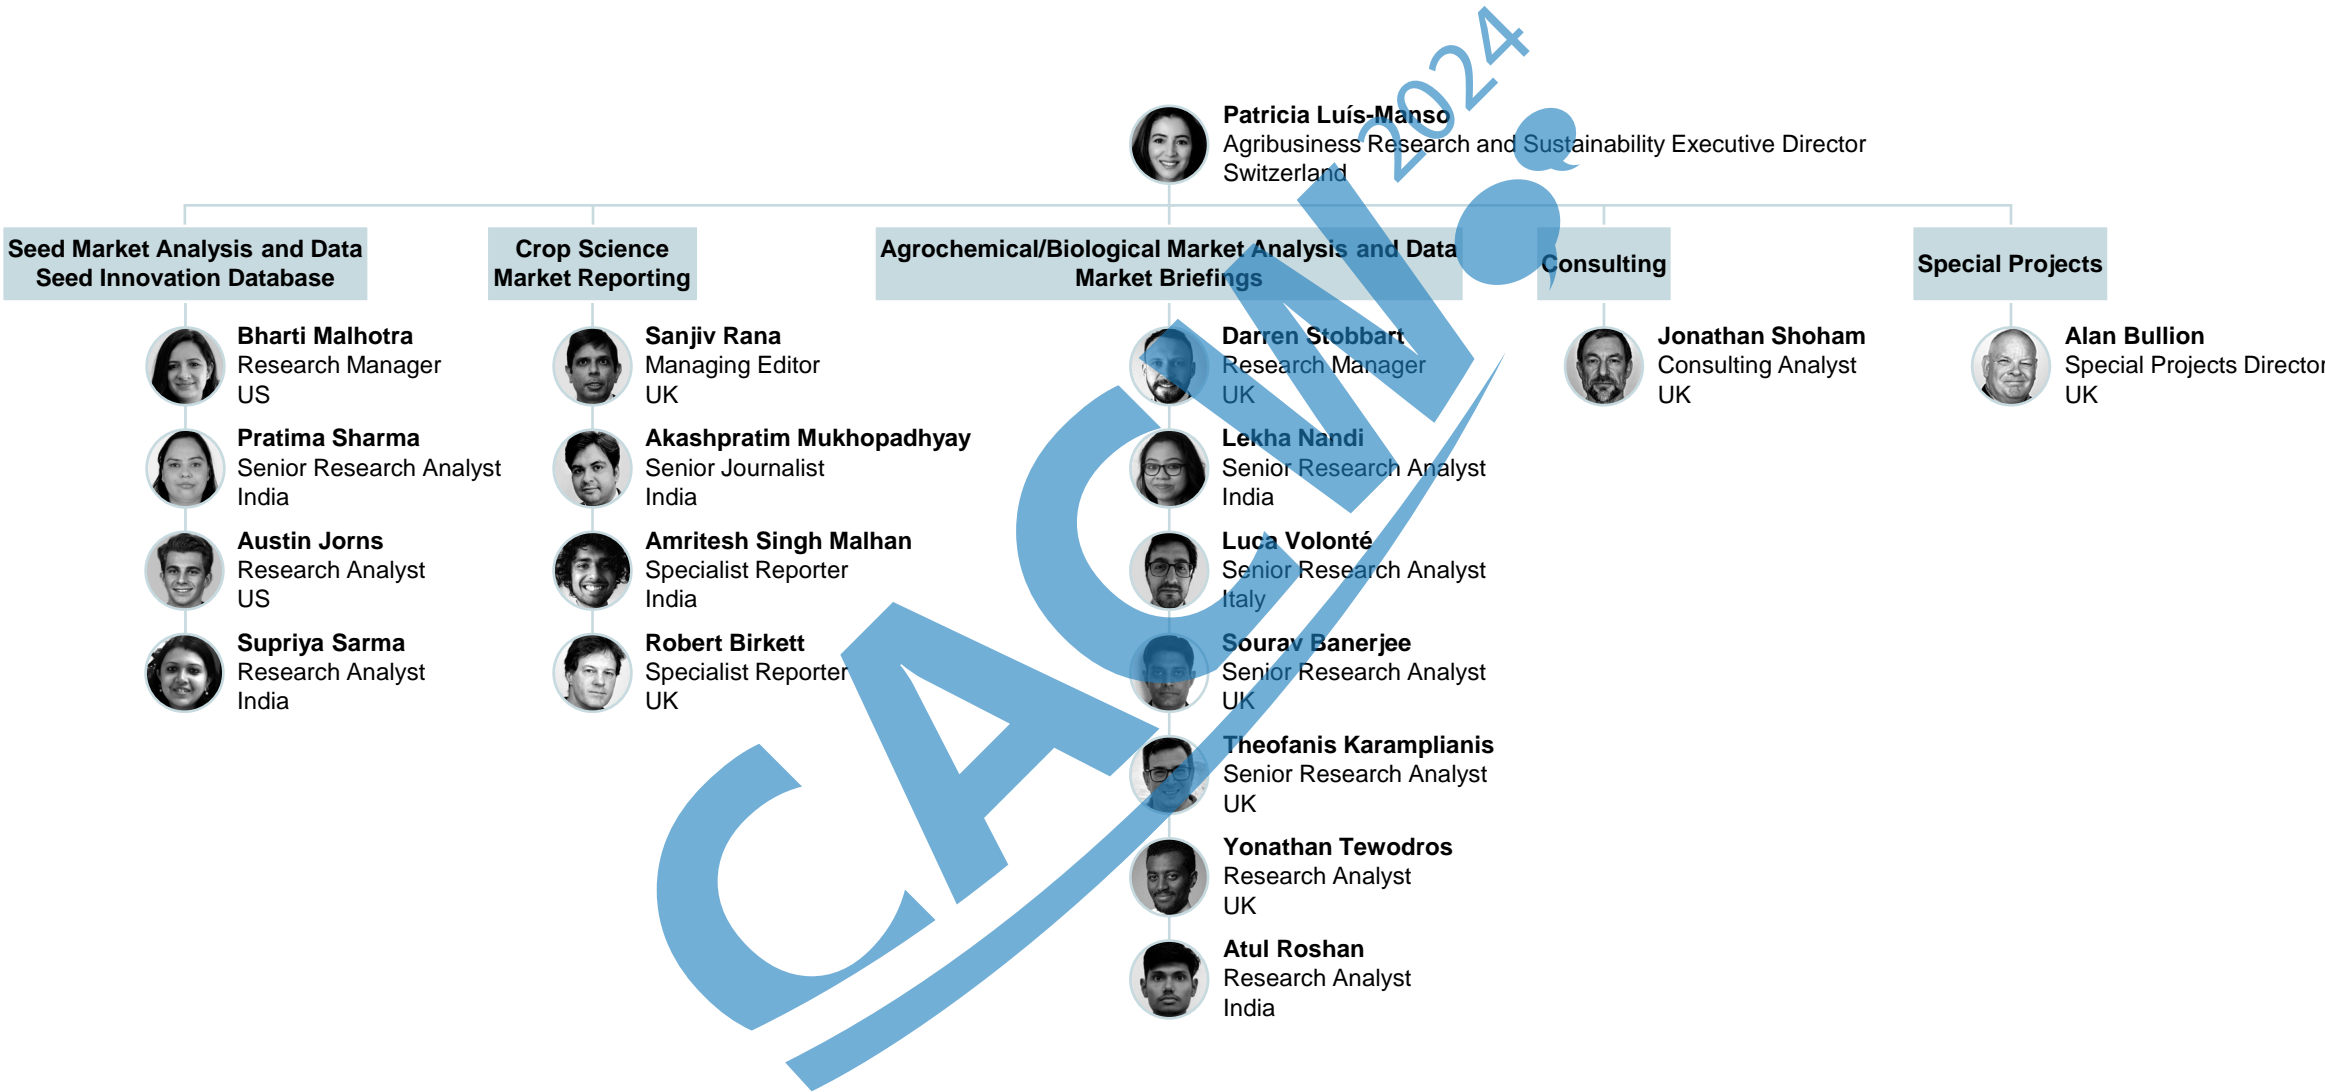 Patricia Luís-Manso
Agribusiness Research and Sustainability Executive Director
Switzerland
Seed Market Analysis and Data
Seed Innovation Database
Bharti Malhotra
Research Manager
US
Pratima Sharma
Senior Research Analyst
India
Austin Jorns
Research Analyst
US
Supriya Sarma
Research Analyst
India
Crop Science
Market Reporting
Sanjiv Rana
Managing Editor
UK
Akashpratim Mukhopadhyay
Senior Journalist
India
Amritesh Singh Malhan
Specialist Reporter
India
Robert Birkett
Specialist Reporter
UK
Agrochemical/Biological Market Analysis and Data
Market Briefings
Darren Stobbart
Research Manager
UK
Lekha Nandi
Senior Research Analyst
India
Luca Volonté
Senior Research Analyst
Italy
Sourav Banerjee
Senior Research Analyst
UK
Theofanis Karamplianis
Senior Research Analyst
UK
Yonathan Tewodros
Research Analyst
UK
Atul Roshan
Research Analyst
India
Consulting
Jonathan Shoham
Consulting Analyst
UK
Special Projects
Alan Bullion
Special Projects Director
UK
CACW 2024